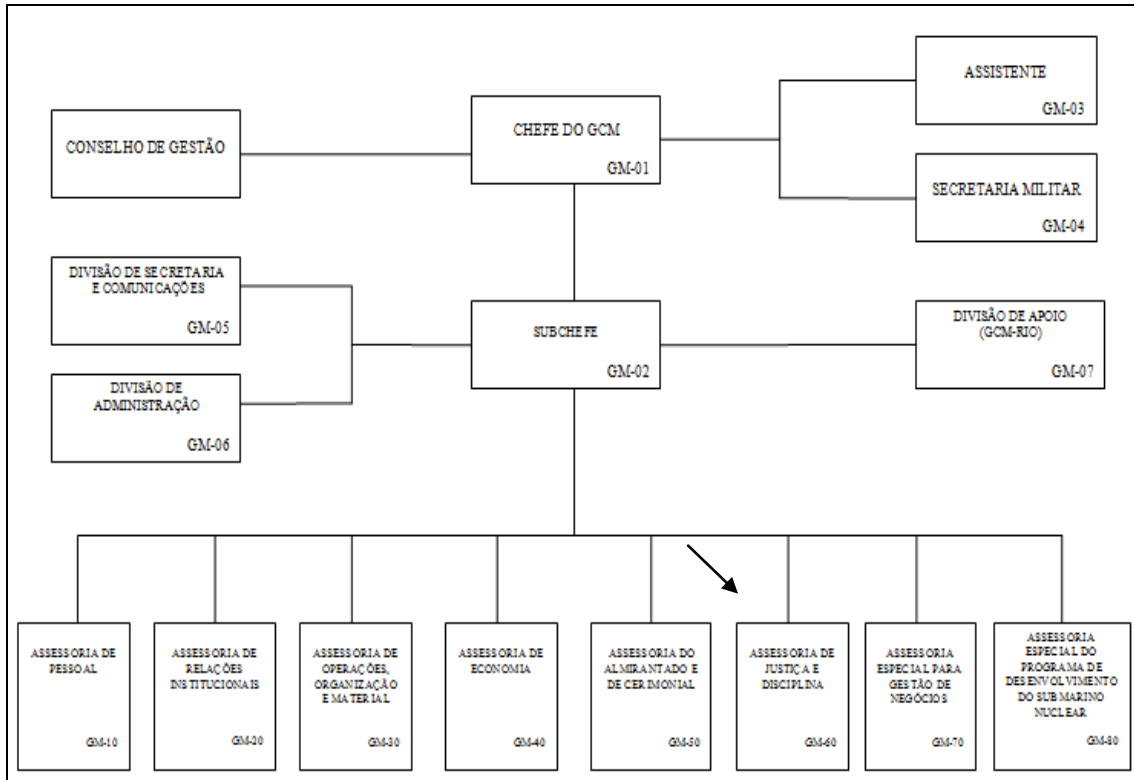 ASSISTENTE
GM-03
CONSELHO DE GESTÃO
CHEFE DO GCM
GM-01
SECRETARIA MILITAR
GM-04
DIVISÃO DE SECRETARIA
E COMUNICAÇÕES
GM-05
SUBCHEFE
GM-02
DIVISÃO DE APOIO
(GCM-RIO)
GM-07
DIVISÃO DE
ADMINISTRAÇÃO
GM-06
ASSESSORIA DE
PESSOAL
GM-10
ASSESSORIA DE
RELAÇÕES
INSTITUCIONAIS
GM-20
ASSESSORIA DE
OPERAÇÕES,
ORGANIZAÇÃO
E MATERIAL
GM-30
ASSESSORIA DE
ECONOMIA
GM-40
ASSESSORIA DO
ALMIRANTADO E
DE CERIMONIAL
GM-50
ASSESSORIA DE
JUSTIÇA E
DISCIPLINA
GM-60
ASSESSORIA
ESPECIAL PARA
GESTÃO DE
NEGÓCIOS
GM-70
ASSESSORIA
ESPECIAL DO
PROGRAMA DE
DESENVOLVIMENTO
DO SUBMARINO
NUCLEAR
GM-80